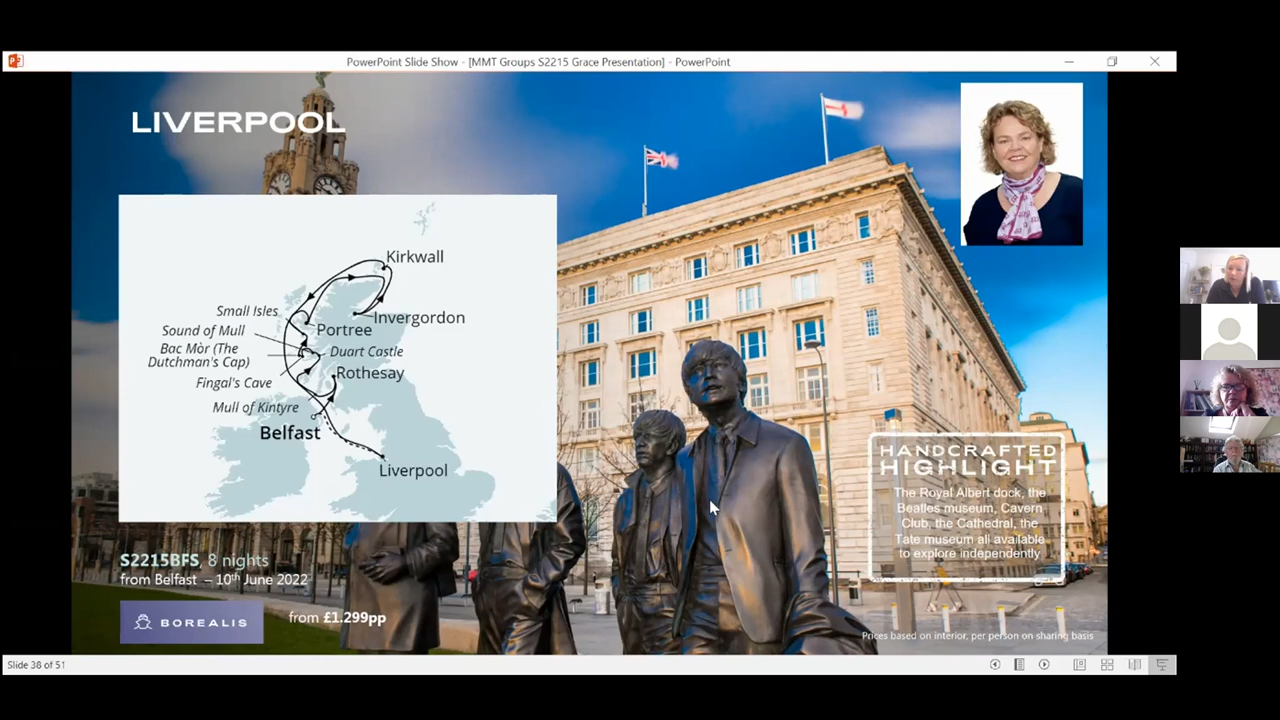 PowerPoint Slide Show - [MMT Groups S2215 Grace Presentation] - PowerPoint
LIVERPOOL
Kirkwall
Small Isles
Invergordon
Sound of Mull
Portree
Bac Mòr (The
Dutchman's Cap)
Duart Castle
Fingal's Cave
Rothesay
Mull of Kintyre
Belfast
Liverpool
HANDCRAFTED
HIGHLIGHT
The Royal Albert dock, the
Beatles museum, Cavern
Club, the Cathedral, the
Tate museum all available
to explore independently
S2215BFS, 8 nights
from Belfast – 10th June 2022
BOREALIS
from £1.299pp
Prices based on interior, per person on sharing basis
Slide 38 of 51